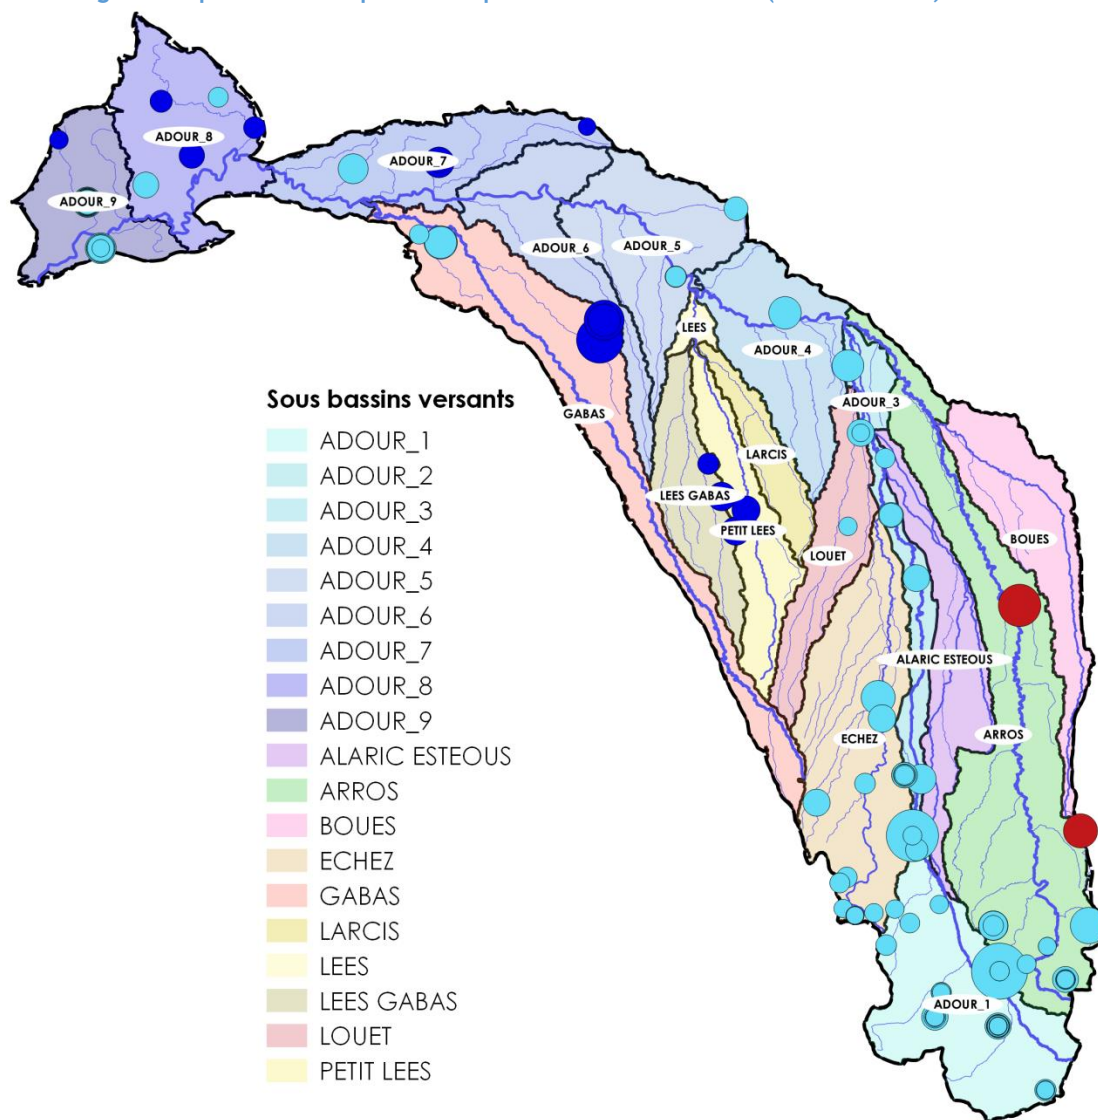 ADOUR_8
ADOUR_7
ADOUR_9
ADOUR_6
ADOUR_5
LEES
ADOUR_4
Sous bassins versants
GABAS
ADOUR_3
ADOUR_1
ADOUR_2
LARCIS
ADOUR_3
LEES GABAS
PETIT LEES
BOUES
ADOUR_4
LOUET
ADOUR_5
ADOUR_6
ADOUR_7
ALARIC ESTEOUS
ADOUR_8
ADOUR_9
ECHEZ
ARROS
ALARIC ESTEOUS
ARROS
BOUES
ECHEZ
GABAS
LARCIS
LEES
LEES GABAS
ADOUR_1
LOUET
PETIT LEES